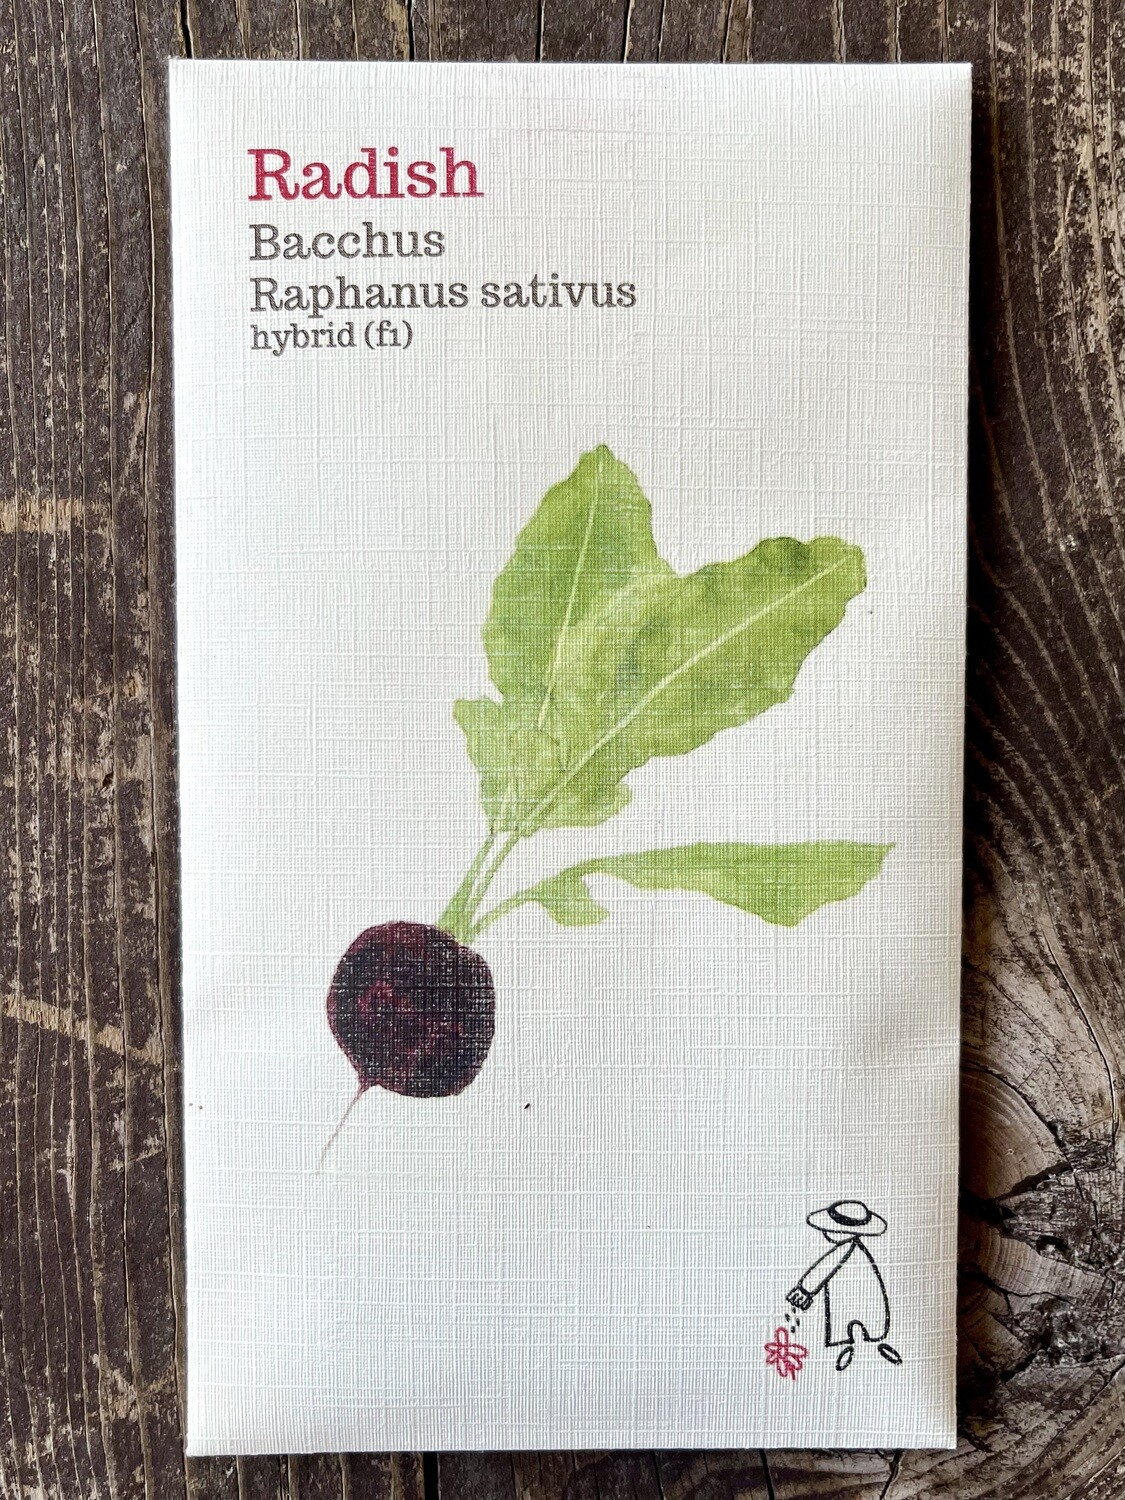 Radish
Bacchus
Raphanus sativus
hybrid (f1)